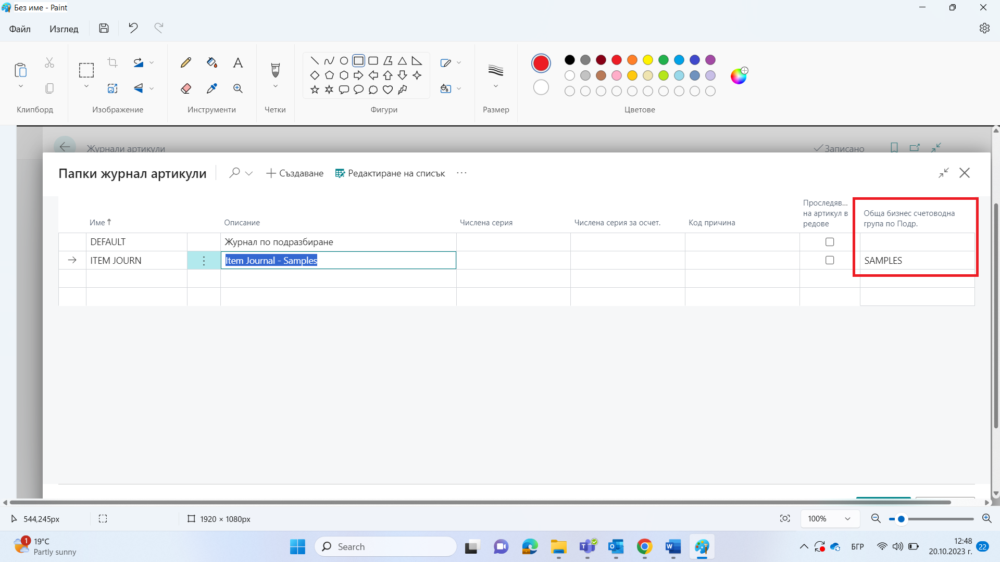 Без име - Paint
Файл Изглед
Клипборд Изображение Инструменти Четки Фигури Размер Цветове
Журнали артикули Записано
Папки журнал артикули Създаване Редактиране на списък ...
Име Описание Числена серия Числена серия за осчет. Код причина Проследяв... на артикул в редове Обща бизнес счетоводна група по Подр.
DEFAULT Журнал по подразбиране
ITEM JOURN Item Journal - Samples SAMPLES
544,245px 1920 × 1080px 100%
1 19°C
Partly sunny
Search
БГР
12:48
20.10.2023 г. 22